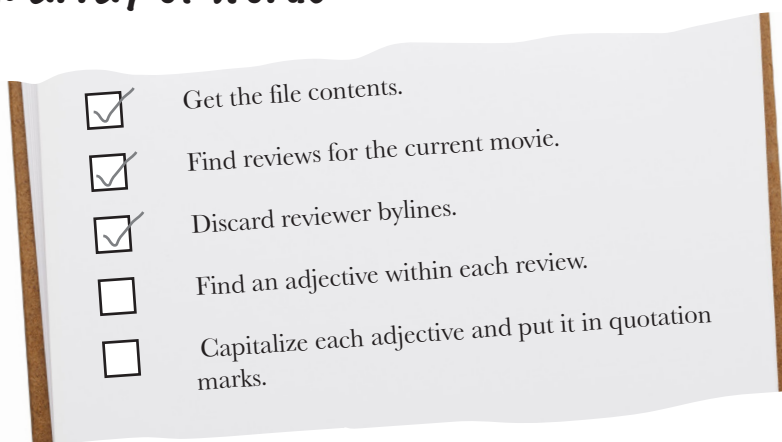 Get the file contents.
Find reviews for the current movie.
Discard reviewer bylines.
Find an adjective within each review.
Capitalize each adjective and put it in quotation
marks.